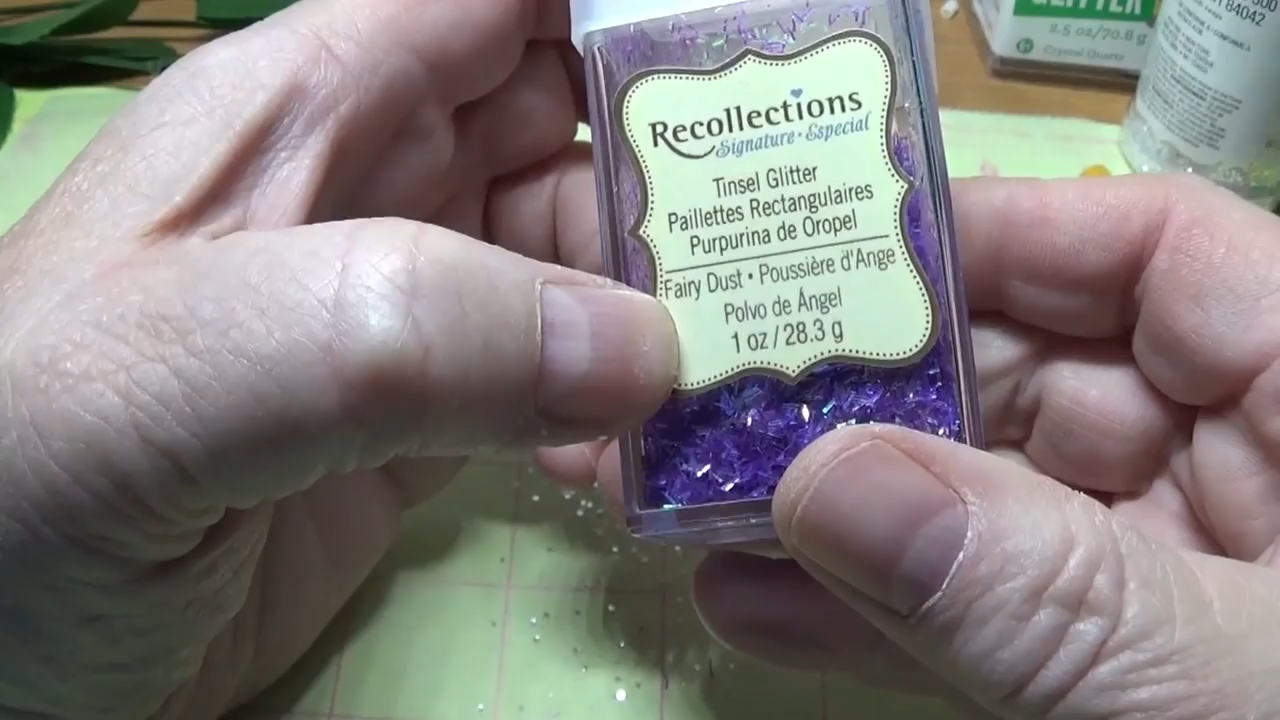 Recollections
Signature • Especial
Tinsel Glitter
Paillettes Rectangulaires
Purpurina de Oropel
Fairy Dust • Poussière d'Ange
Polvo de Ángel
1 oz / 28.3 g
GLITTER
2.5 oz/70.8 g
Crystal Quartz
84042